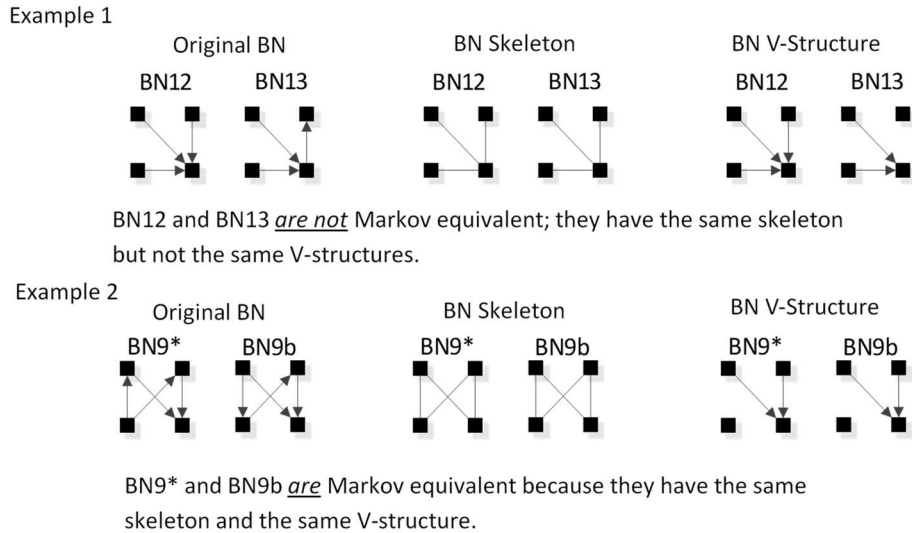 Example 1
Original BN
BN Skeleton
BN V-Structure
BN12 BN13
BN12 BN13
BN12 BN13
BN12 and BN13 are not Markov equivalent; they have the same skeleton
but not the same V-structures.
Example 2
Original BN
BN Skeleton
BN V-Structure
BN9* BN9b
BN9* BN9b
BN9* BN9b
BN9* and BN9b are Markov equivalent because they have the same
skeleton and the same V-structure.